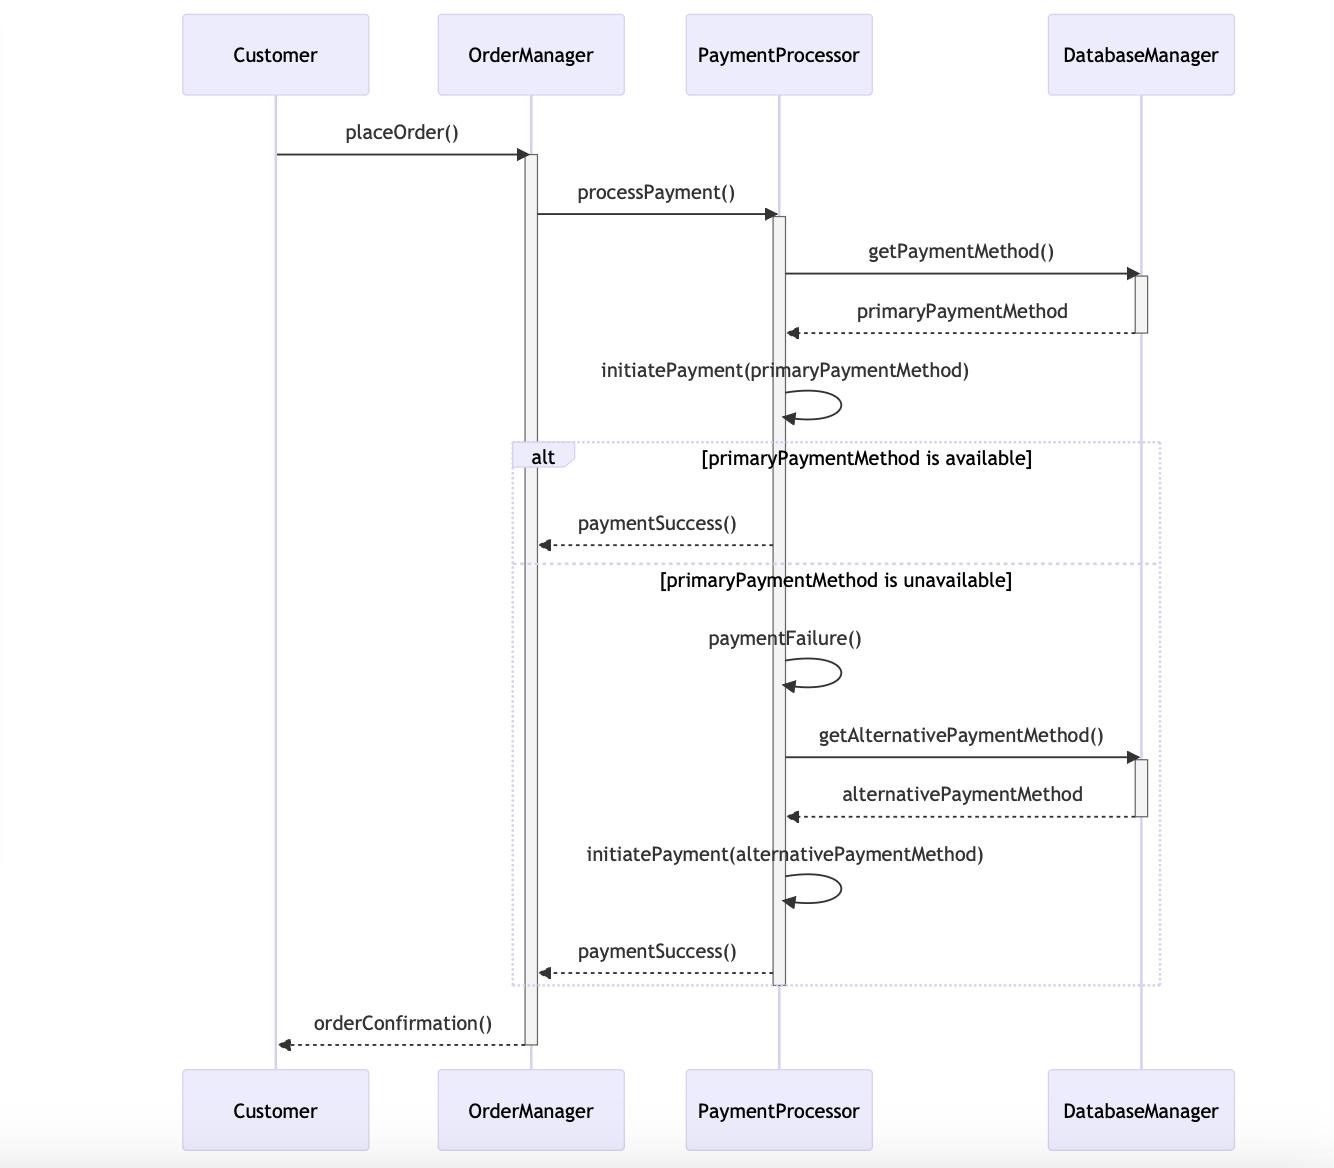 Customer
OrderManager
PaymentProcessor
DatabaseManager
placeOrder()
processPayment()
getPaymentMethod()
primaryPaymentMethod
initiatePayment(primaryPaymentMethod)
alt
[primaryPaymentMethod is available]
paymentSuccess()
[primaryPaymentMethod is unavailable]
paymentFailure()
getAlternativePaymentMethod()
alternativePaymentMethod
initiatePayment(alternativePaymentMethod)
paymentSuccess()
orderConfirmation()
Customer
OrderManager
PaymentProcessor
DatabaseManager